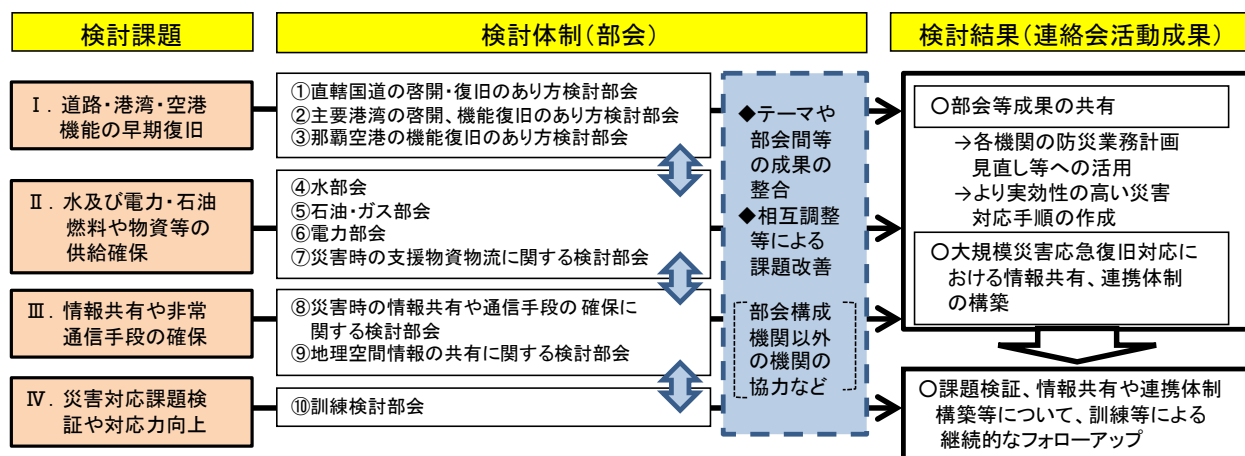 検討課題
検討体制(部会)
検討結果(連絡会活動成果)
Ⅰ．道路・港湾・空港
機能の早期復旧
①直轄国道の啓開・復旧のあり方検討部会
②主要港湾の啓開、機能復旧のあり方検討部会
③那覇空港の機能復旧のあり方検討部会
Ⅱ．水及び電力・石油
燃料や物資等の
供給確保
④水部会
⑤石油・ガス部会
⑥電力部会
⑦災害時の支援物資物流に関する検討部会
Ⅲ．情報共有や非常
通信手段の確保
⑧災害時の情報共有や通信手段の 確保に
関する検討部会
⑨地理空間情報の共有に関する検討部会
Ⅳ．災害対応課題検
証や対応力向上
⑩訓練検討部会
◆テーマや
部会間等
の成果の
整合
◆相互調整
等による
課題改善
部会構成
機関以外
の機関の
協力など
〇部会等成果の共有
→各機関の防災業務計画
見直し等への活用
→より実効性の高い災害
対応手順の作成
〇大規模災害応急復旧対応に
おける情報共有、連携体制
の構築
〇課題検証、情報共有や連携体制
構築等について、訓練等による
継続的なフォローアップ